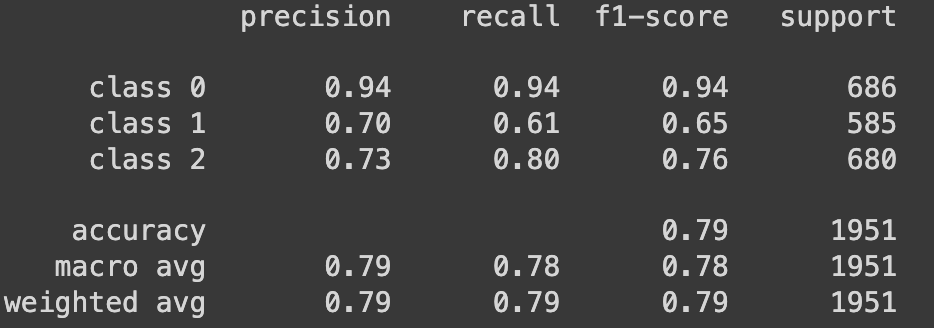 precision recall f1-score support
class 0 0.94 0.94 0.94 686
class 1 0.70 0.61 0.65 585
class 2 0.73 0.80 0.76 680
accuracy 0.79 1951
macro avg 0.79 0.78 0.78 1951
weighted avg 0.79 0.79 0.79 1951